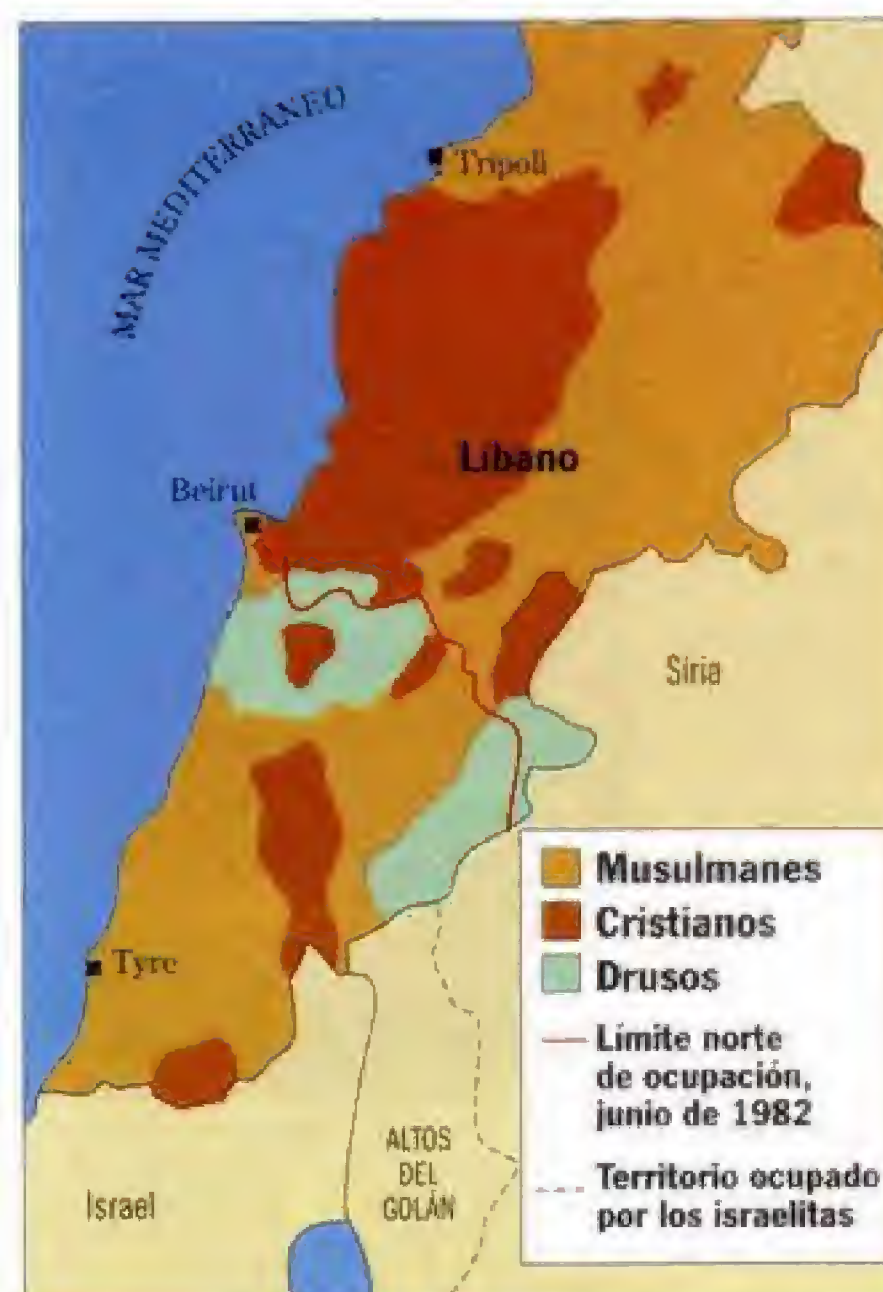 MAR MEDITERRÁNEO
Tripoli
Líbano
Beirut
Siria
Tyre
Israel
ALTOS
DEL
GOLÁN
Musulmanes
Cristianos
Drusos
Límite norte
de ocupación,
junio de 1982
Territorio ocupado
por los israelitas